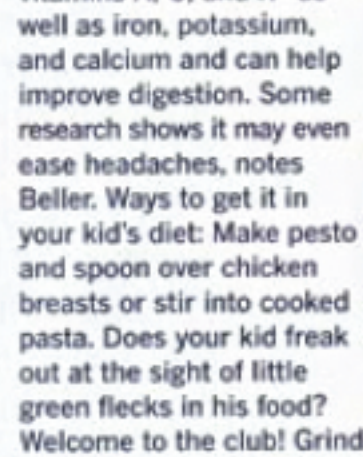 well as iron, potassium,
and calcium and can help
improve digestion. Some
research shows it may even
ease headaches, notes
Beller. Ways to get it in
your kid's diet: Make pesto
and spoon over chicken
breasts or stir into cooked
pasta. Does your kid freak
out at the sight of little
green flecks in his food?
Welcome to the club! Grind